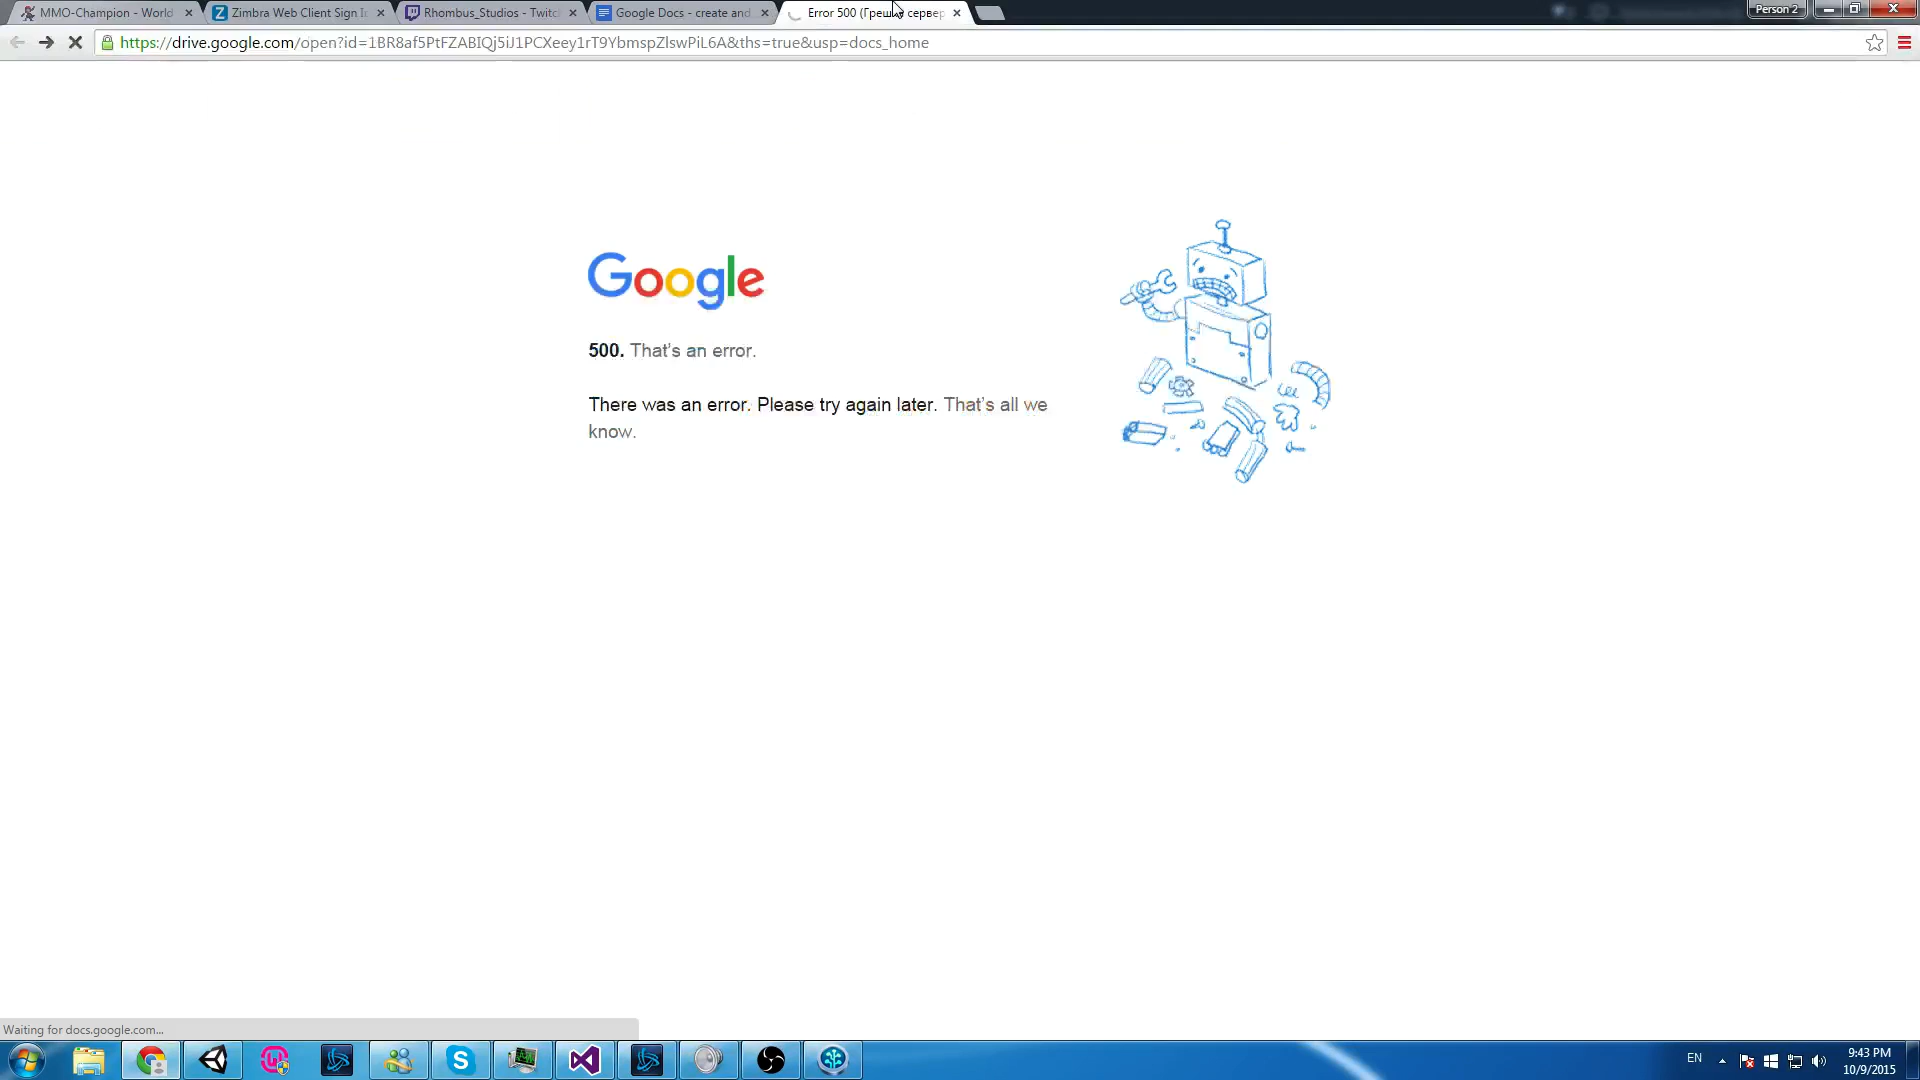 MMO-Champion - World
Zimbra Web Client Sign I
Rhombus_Studios - Twitc
Google Docs - create and
Error 500 (Греш сервер
Person 2
https://drive.google.com/open?id=1BR8af5PtFZABIQj5iJ1PCXeey1rT9YbmspZlswPiL6A&ths=true&usp=docs_home
Google
500. That's an error.
There was an error. Please try again later. That's all we
know.
Waiting for docs.google.com...
EN
9:43 PM
10/9/2015